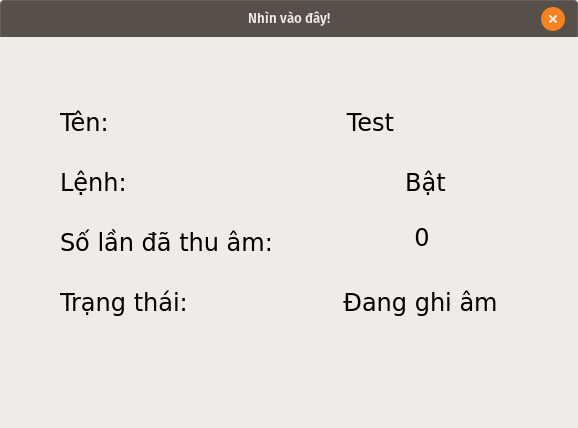 Nhìn vào đây!
Tên: Test
Lệnh: Bật
Số lần đã thu âm: 0
Trạng thái: Đang ghi âm